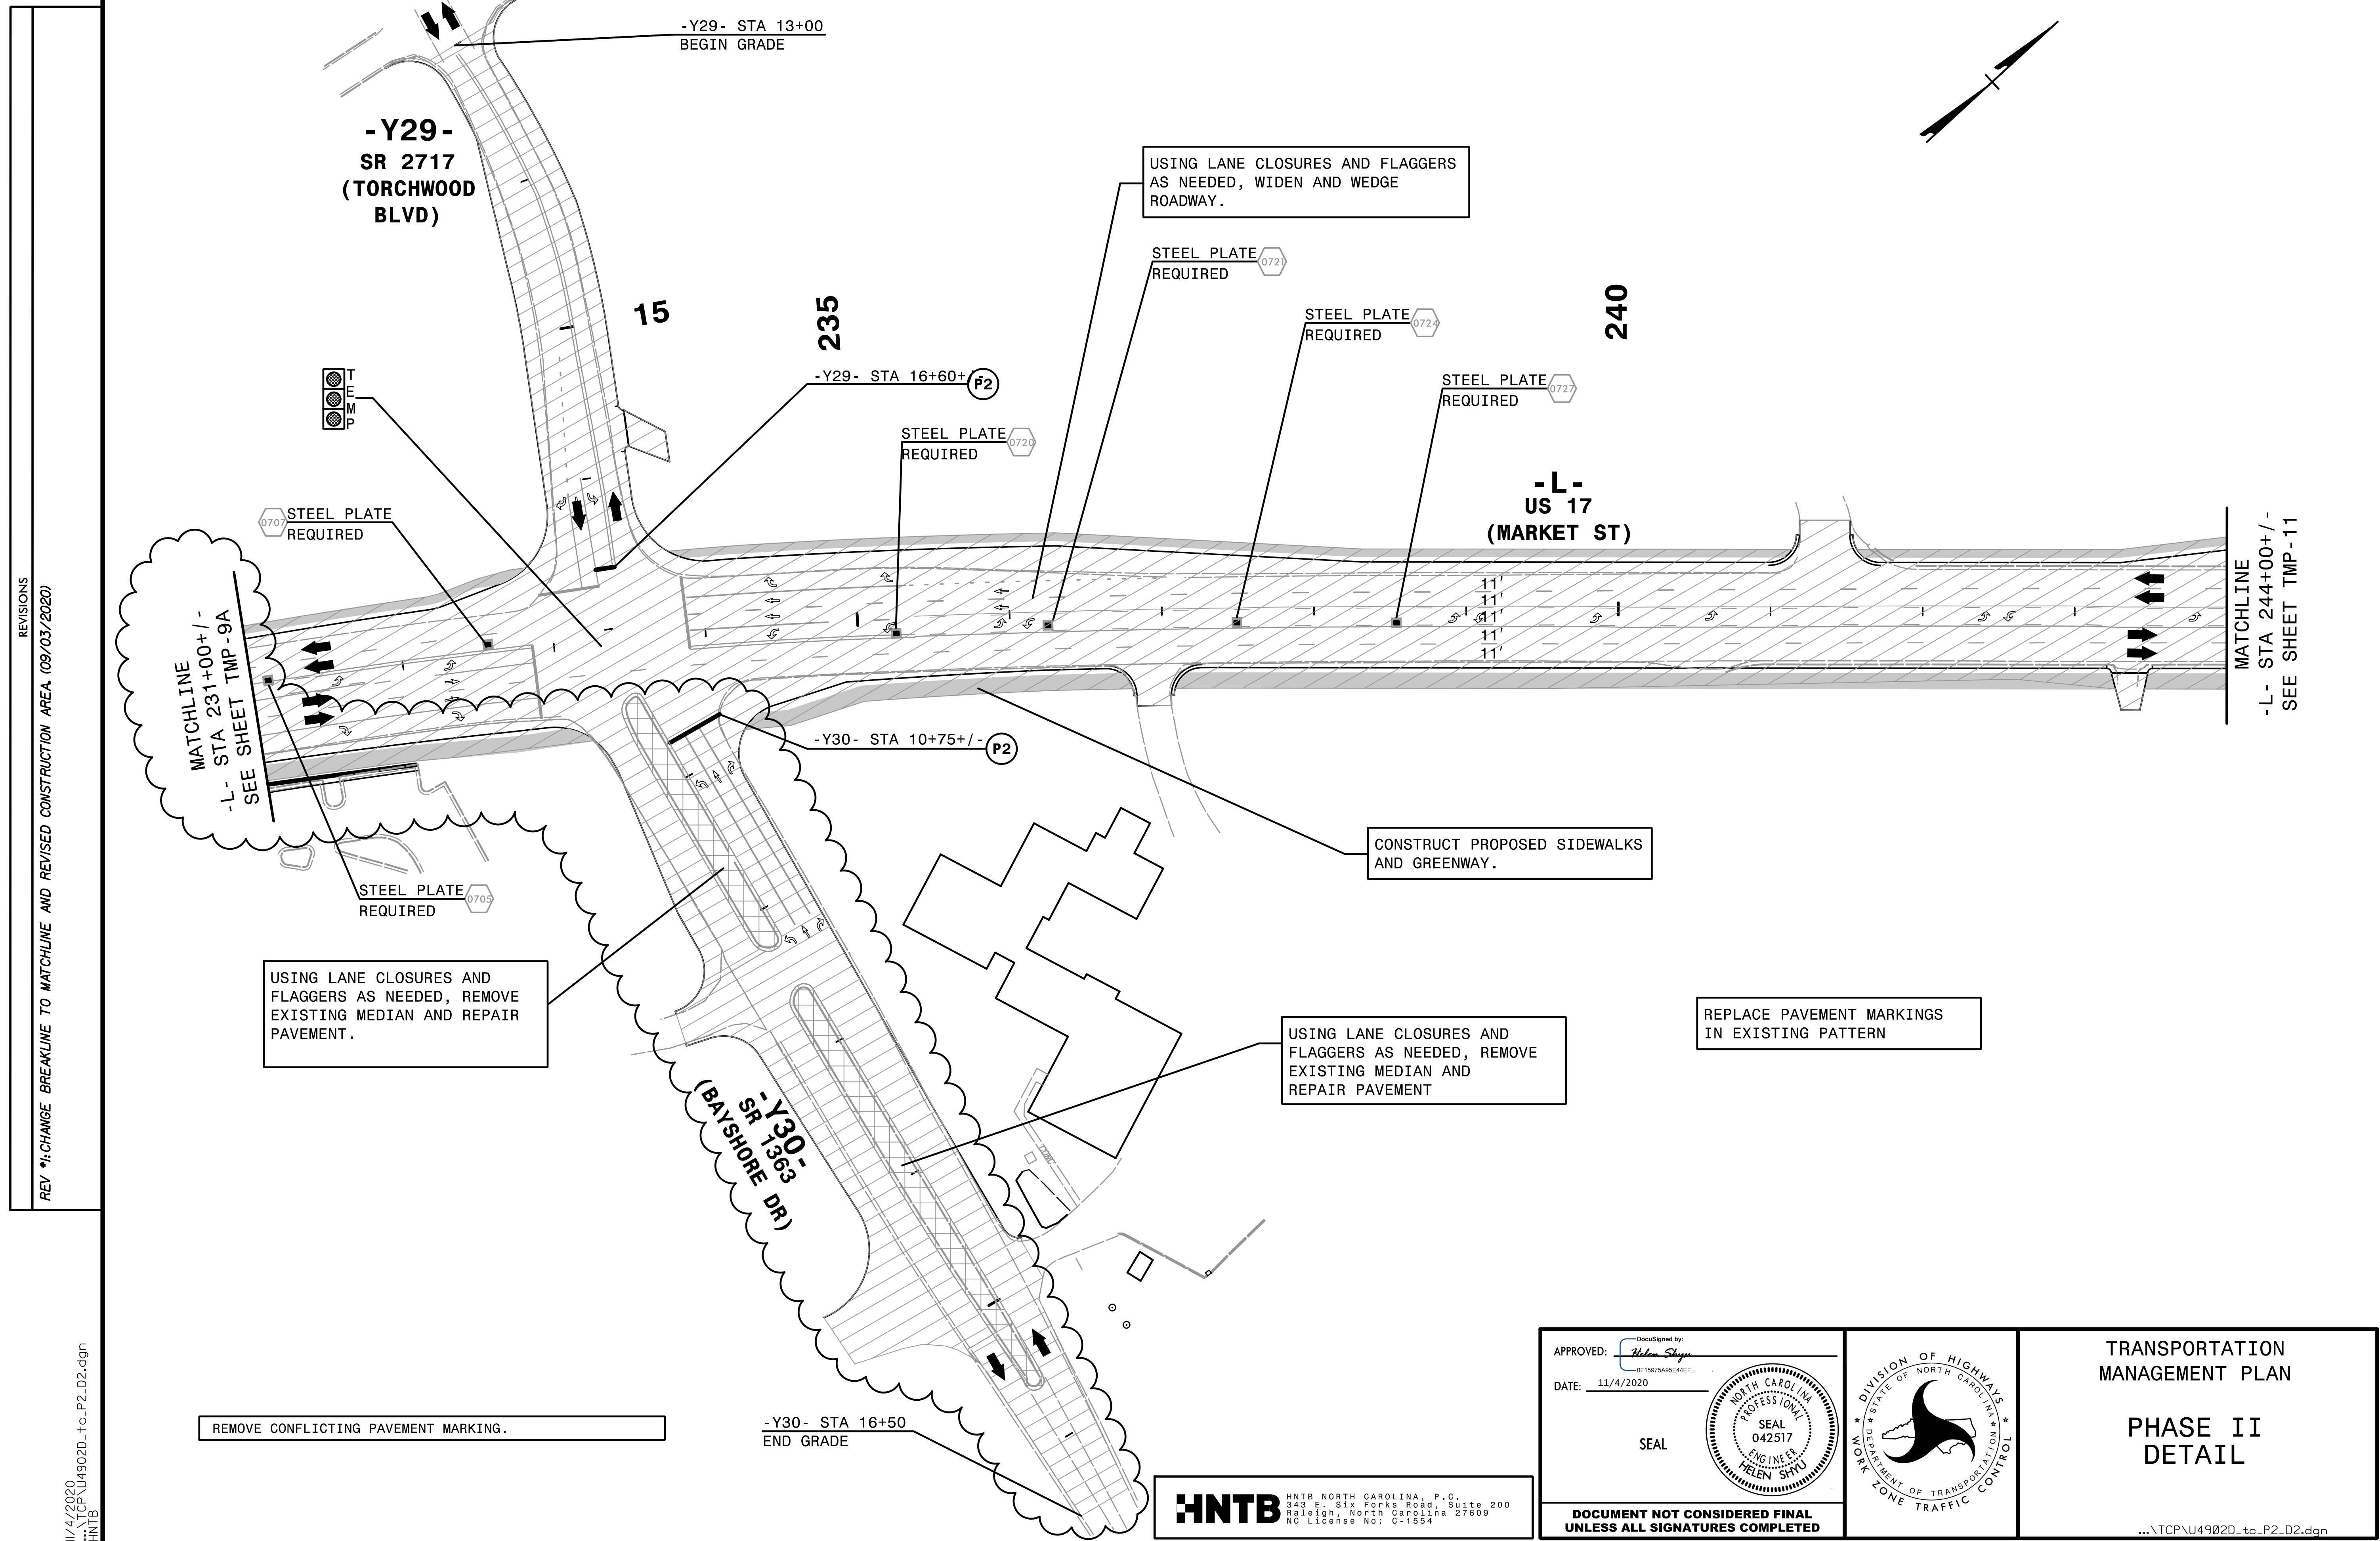 -Y29- STA 13+00
BEGIN GRADE
-Y29-
SR 2717
(TORCHWOOD
BLVD)
USING LANE CLOSURES AND FLAGGERS
AS NEEDED, WIDEN AND WEDGE
ROADWAY.
STEEL PLATE
REQUIRED
0721
15
235
240
STEEL PLATE
REQUIRED
0724
T
E
M
P
-Y29- STA 16+60+/-
P2
STEEL PLATE
REQUIRED
0727
STEEL PLATE
REQUIRED
0720
-L-
US 17
(MARKET ST)
0707
STEEL PLATE
REQUIRED
11'
11'
11'
11'
11'
MATCHLINE
-L- STA 231+00+/-
SEE SHEET TMP-9A
MATCHLINE
-L- STA 244+00+/-
SEE SHEET TMP-11
-Y30- STA 10+75+/-
P2
CONSTRUCT PROPOSED SIDEWALKS
AND GREENWAY.
STEEL PLATE
REQUIRED
0705
USING LANE CLOSURES AND
FLAGGERS AS NEEDED, REMOVE
EXISTING MEDIAN AND REPAIR
PAVEMENT.
USING LANE CLOSURES AND
FLAGGERS AS NEEDED, REMOVE
EXISTING MEDIAN AND
REPAIR PAVEMENT
REPLACE PAVEMENT MARKINGS
IN EXISTING PATTERN
-Y30-
SR 1363
(BAYSHORE DR)
REMOVE CONFLICTING PAVEMENT MARKING.
-Y30- STA 16+50
END GRADE
REVISIONS
REV *1:CHANGE BREAKLINE TO MATCHLINE AND REVISED CONSTRUCTION AREA. (09/03/2020)
11/4/2020
...\TCP\U4902D_tc_P2_D2.dgn
HNTB
HNTB
HNTB NORTH CAROLINA, P.C.
343 E. Six Forks Road, Suite 200
Raleigh, North Carolina 27609
NC License No: C-1554
APPROVED:
DocuSigned by:
Helen Shyu
0F15975A95E44EF...
DATE: 11/4/2020
SEAL
NORTH CAROLINA
PROFESSIONAL
SEAL
042517
ENGINEER
HELEN SHYU
DOCUMENT NOT CONSIDERED FINAL
UNLESS ALL SIGNATURES COMPLETED
DIVISION OF HIGHWAYS
STATE OF NORTH CAROLINA
DEPARTMENT OF TRANSPORTATION
WORK ZONE TRAFFIC CONTROL
TRANSPORTATION
MANAGEMENT PLAN
PHASE II
DETAIL
...\TCP\U4902D_tc_P2_D2.dgn